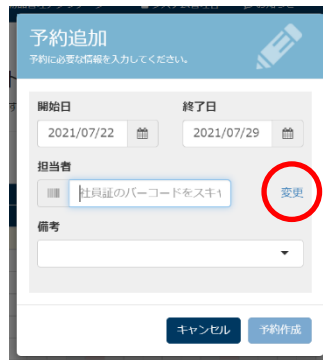 予約追加
予約に必要な情報を入力してください。
開始日
終了日
2021/07/22
2021/07/29
担当者
社員証のバーコードをスキャ
変更
備考
キャンセル
予約作成